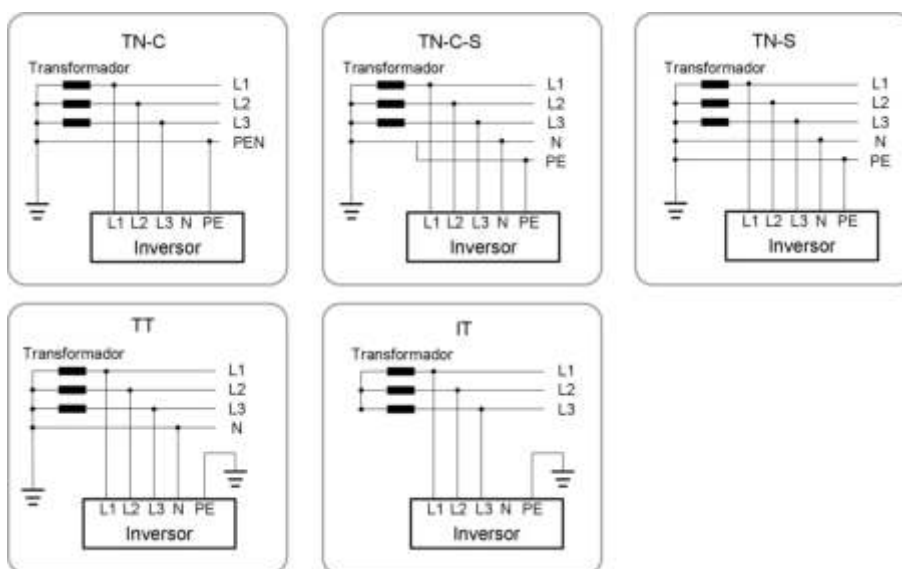 TN-C
Transformador
L1
L2
L3
PEN
L1 L2 L3 N PE
Inversor
TN-C-S
Transformador
L1
L2
L3
N
PE
L1 L2 L3 N PE
Inversor
TN-S
Transformador
L1
L2
L3
N
PE
L1 L2 L3 N PE
Inversor
TT
Transformador
L1
L2
L3
N
L1 L2 L3 N PE
Inversor
IT
Transformador
L1
L2
L3
L1 L2 L3 N PE
Inversor